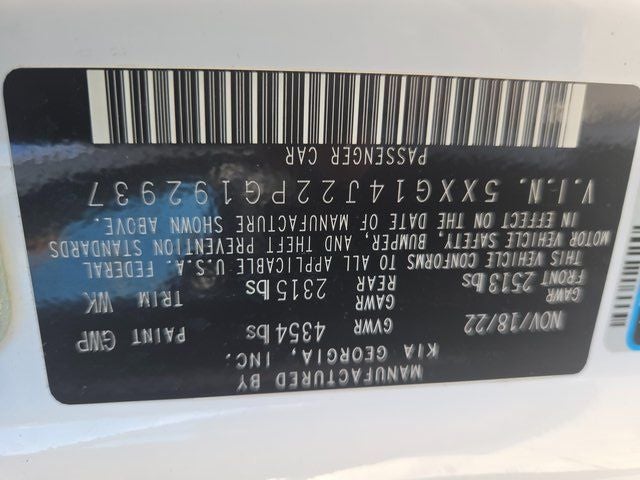 MANUFACTURED BY
KIA GEORGIA, INC.
NOV/18/22 GVWR 4354 lbs PAINT GWP
GAWR FRONT 2513 lbs GAWR REAR 2315 lbs TRIM WK
THIS VEHICLE CONFORMS TO ALL APPLICABLE U.S.A. FEDERAL
MOTOR VEHICLE SAFETY, BUMPER, AND THEFT PREVENTION STANDARDS
IN EFFECT ON THE DATE OF MANUFACTURE SHOWN ABOVE.
V.I.N. 5XXG14J22PG192937
PASSENGER CAR